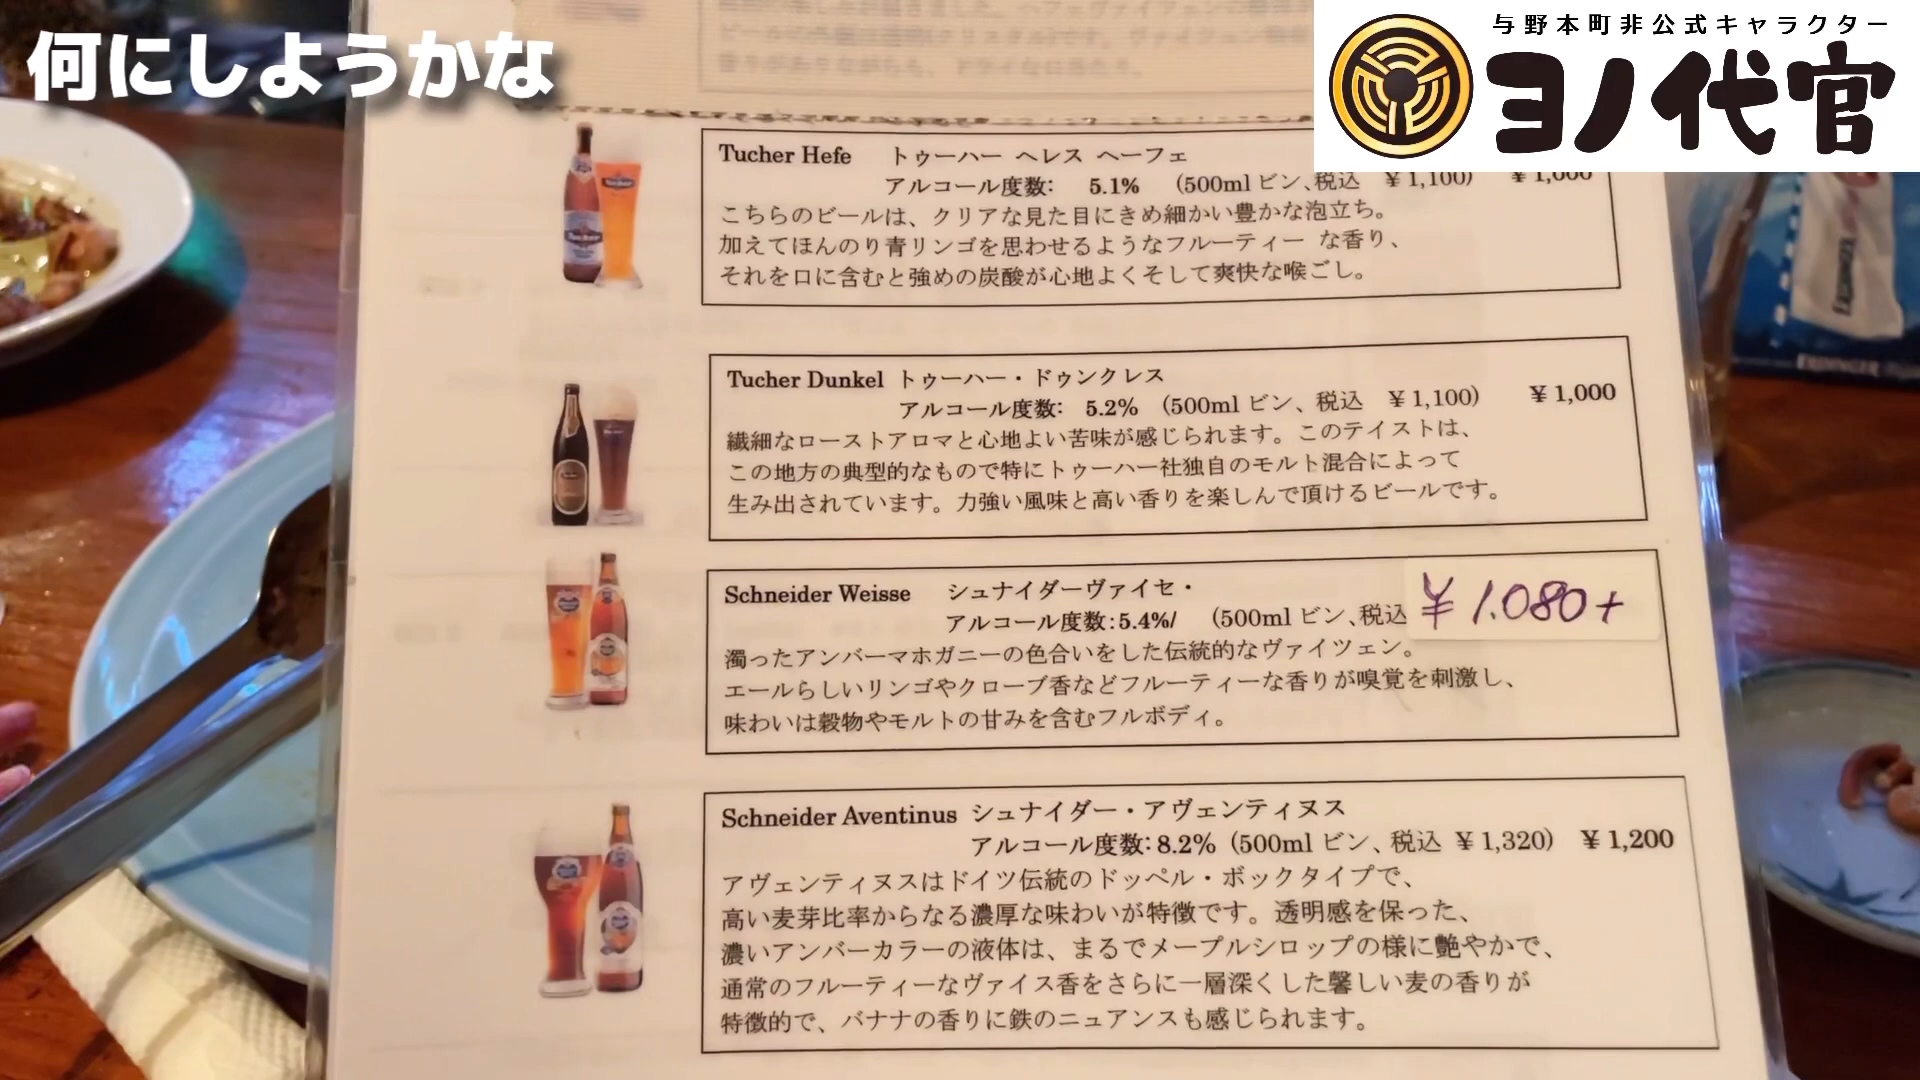 何にしようかな
与野本町非公式キャラクター
ヨノ代官
Tucher Hefe トゥーハー ヘレス ヘーフェ
アルコール度数: 5.1% (500ml ビン、税込 ¥1,100) ¥1,000
こちらのビールは、クリアな見た目にきめ細かい豊かな泡立ち。
加えてほんのり青リンゴを思わせるようなフルーティー な香り、
それを口に含むと強めの炭酸が心地よくそして爽快な喉ごし。
Tucher Dunkel トゥーハー・ドゥンクレス
アルコール度数: 5.2% (500ml ビン、税込 ¥1,100) ¥1,000
繊細なローストアロマと心地よい苦味が感じられます。このテイストは、
この地方の典型的なもので特にトゥーハー社独自のモルト混合によって
生み出されています。力強い風味と高い香りを楽しんで頂けるビールです。
Schneider Weisse シュナイダーヴァイセ・
アルコール度数:5.4%/ (500ml ビン、税込 ¥1.080+
濁ったアンバーマホガニーの色合いをした伝統的なヴァイツェン。
エールらしいリンゴやクローブ香などフルーティーな香りが嗅覚を刺激し、
味わいは穀物やモルトの甘みを含むフルボディ。
Schneider Aventinus シュナイダー・アヴェンティヌス
アルコール度数:8.2% (500ml ビン、税込 ¥1,320) ¥1,200
アヴェンティヌスはドイツ伝統のドッペル・ボックタイプで、
高い麦芽比率からなる濃厚な味わいが特徴です。透明感を保った、
濃いアンバーカラーの液体は、まるでメープルシロップの様に艶やかで、
通常のフルーティーなヴァイス香をさらに一層深くした馨しい麦の香りが
特徴的で、バナナの香りに鉄のニュアンスも感じられます。
ERDINGER